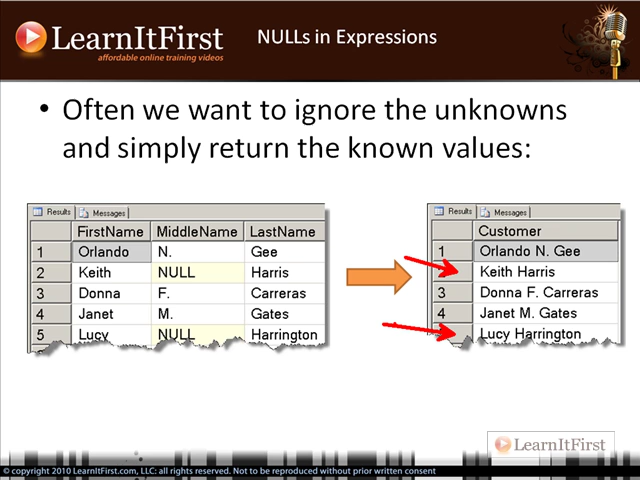 LearnItFirst
affordable online training videos
NULLs in Expressions
• Often we want to ignore the unknowns
and simply return the known values:
Results Messages
FirstName MiddleName LastName
1 Orlando N. Gee
2 Keith NULL Harris
3 Donna F. Carreras
4 Janet M. Gates
5 Lucy NULL Harrington
Results Messages
Customer
1 Orlando N. Gee
Keith Harris
3 Donna F. Carreras
4 Janet M. Gates
Lucy Harrington
LearnItFirst
© copyright 2010 LearnItFirst.com, LLC: all rights reserved. Not to be reproduced without prior written consent